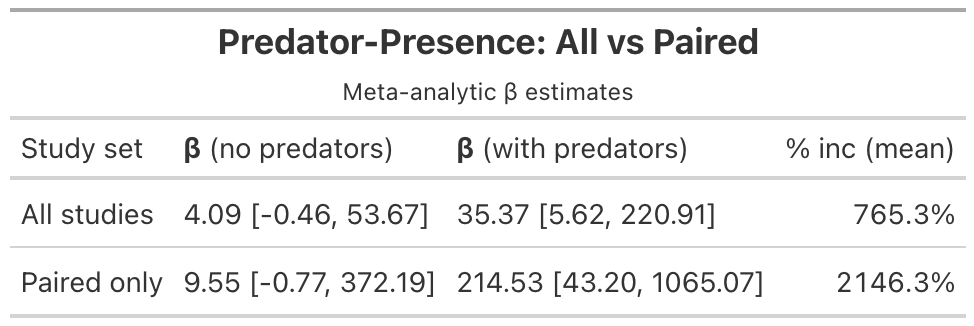 Predator-Presence: All vs Paired
Meta-analytic β estimates
Study set β (no predators) β (with predators) % inc (mean)
All studies 4.09 [-0.46, 53.67] 35.37 [5.62, 220.91] 765.3%
Paired only 9.55 [-0.77, 372.19] 214.53 [43.20, 1065.07] 2146.3%